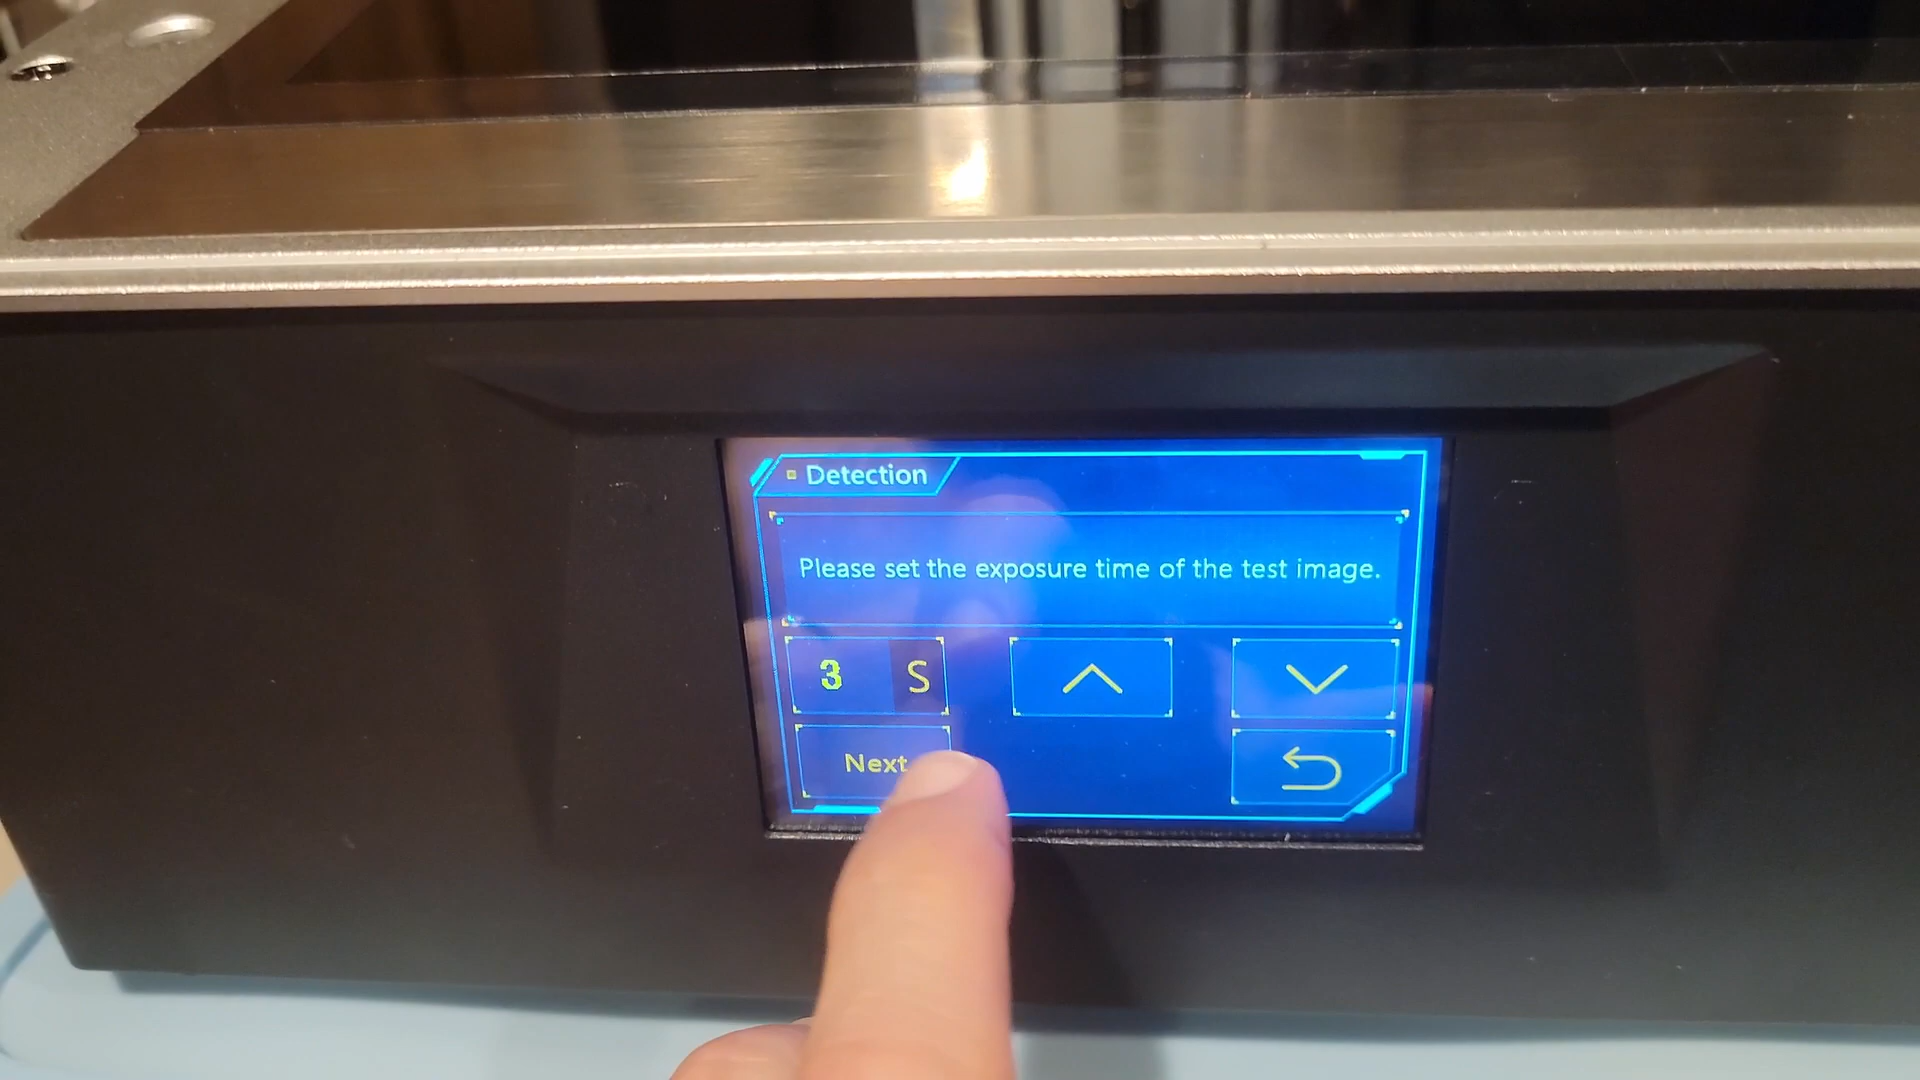 Detection
Please set the exposure time of the test image.
3 S
Next